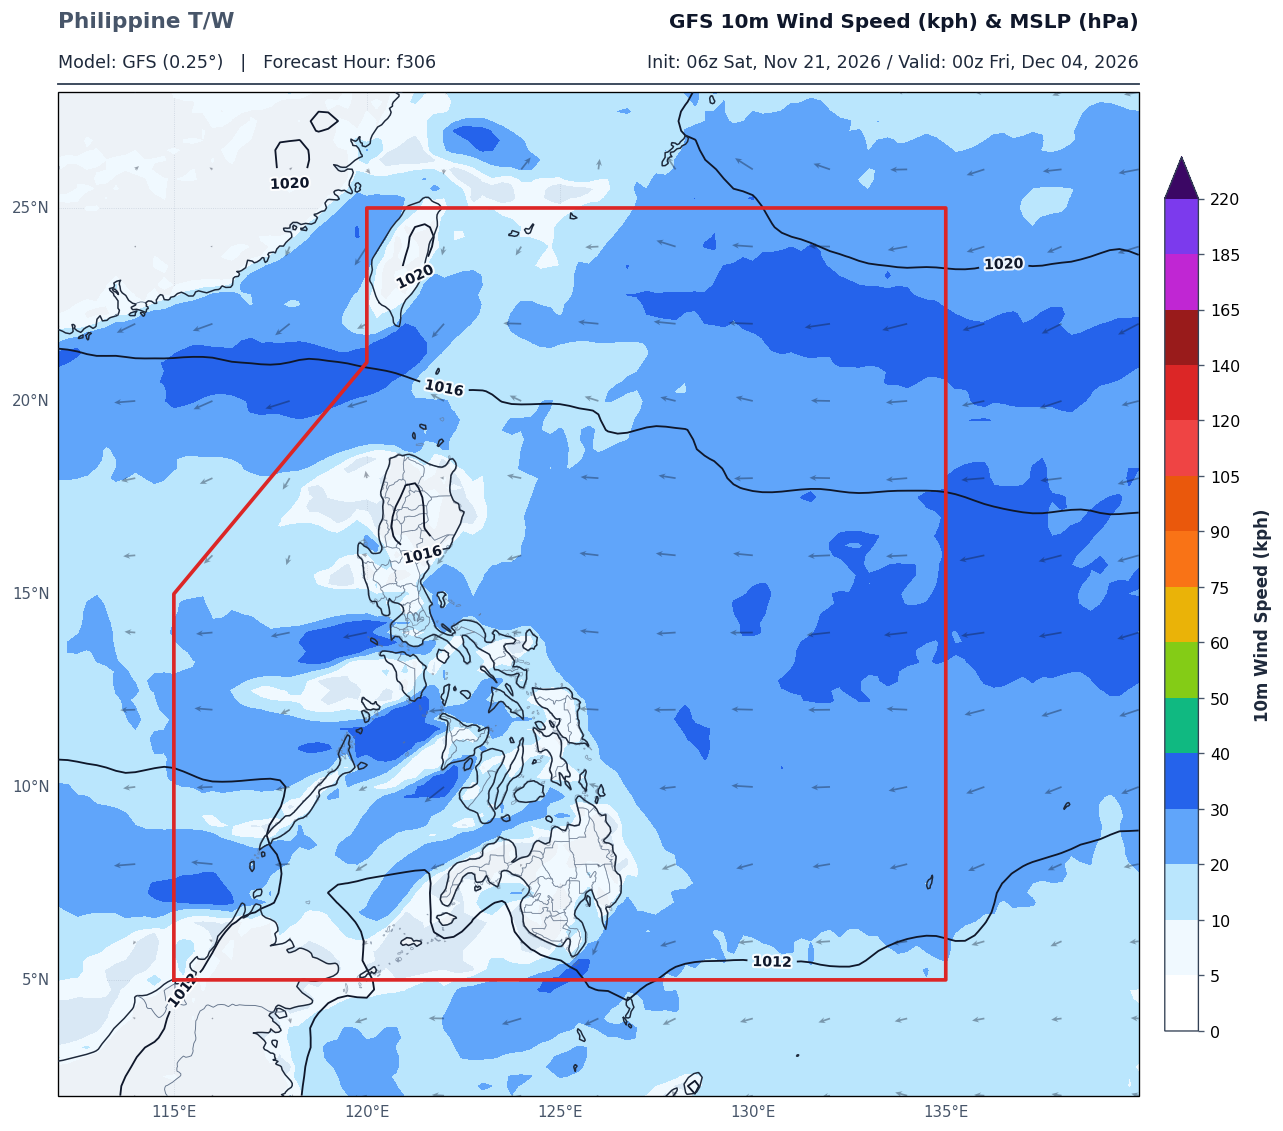 Philippine T/W
GFS 10m Wind Speed (kph) & MSLP (hPa)
Model: GFS (0.25°) | Forecast Hour: f306
Init: 06z Sat, Nov 21, 2026 / Valid: 00z Fri, Dec 04, 2026
1020
25°N
1020
1020
1016
20°N
1016
15°N
10°N
1012
1012
5°N
115°E
120°E
125°E
130°E
135°E
220
185
165
140
120
105
90
75
60
50
40
30
20
10
5
0
10m Wind Speed (kph)